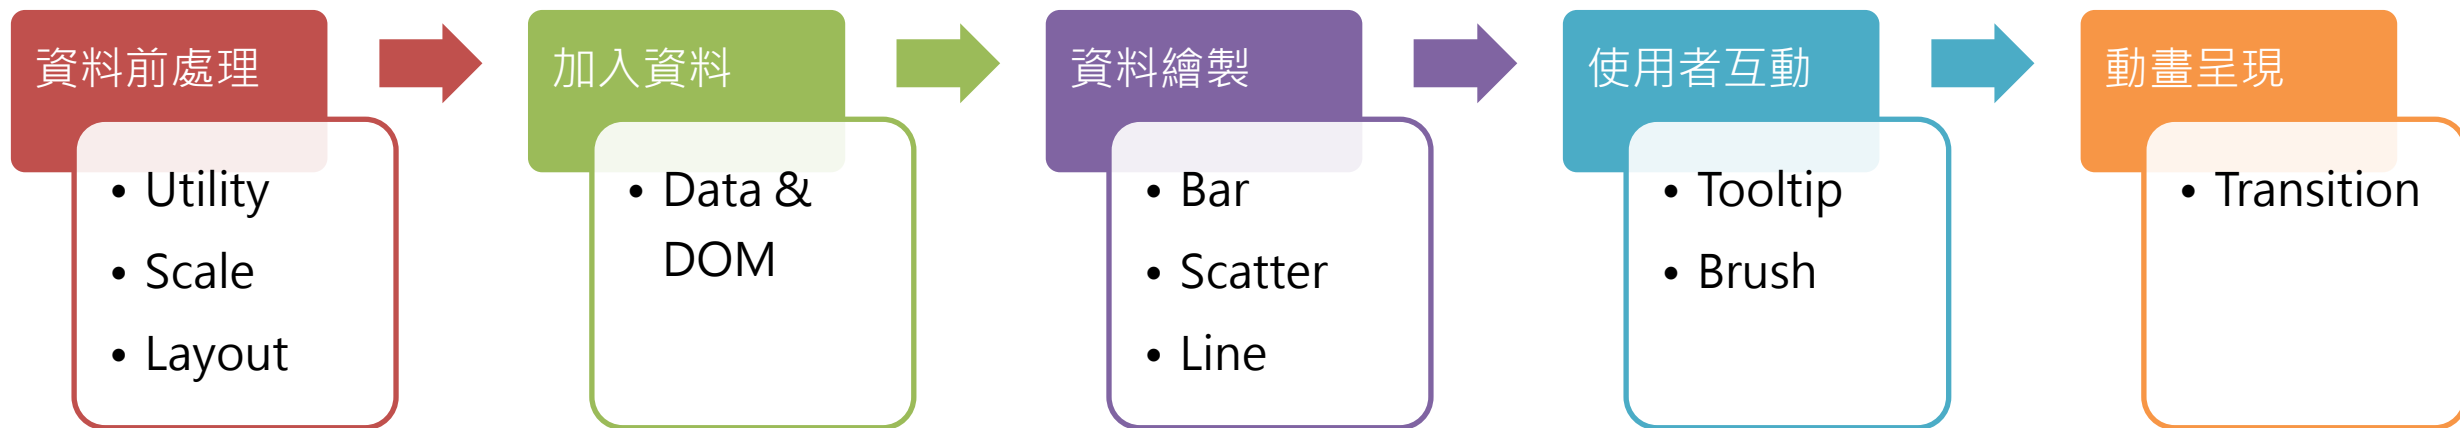 資料前處理
• Utility
• Scale
• Layout
加入資料
• Data &
DOM
資料繪製
• Bar
• Scatter
• Line
使用者互動
• Tooltip
• Brush
動畫呈現
• Transition